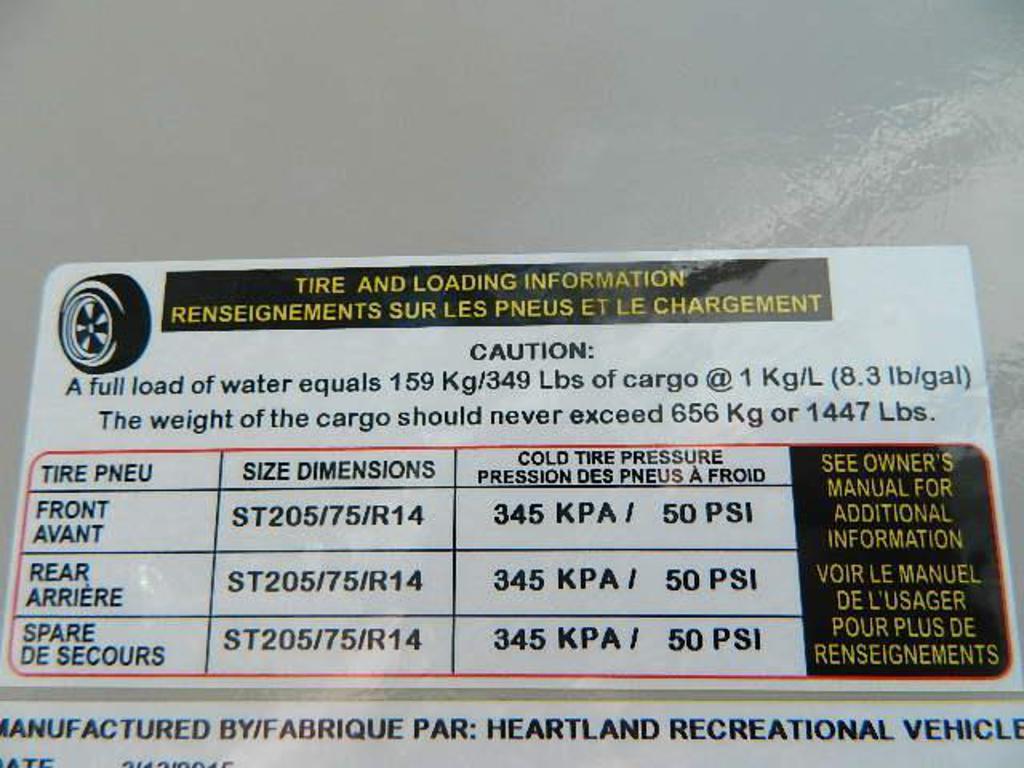 TIRE AND LOADING INFORMATION
RENSEIGNEMENTS SUR LES PNEUS ET LE CHARGEMENT
CAUTION:
A full load of water equals 159 Kg/349 Lbs of cargo @ 1 Kg/L (8.3 lb/gal)
The weight of the cargo should never exceed 656 Kg or 1447 Lbs.
TIRE PNEU
SIZE DIMENSIONS
COLD TIRE PRESSURE
PRESSION DES PNEUS À FROID
FRONT
AVANT
ST205/75/R14
345 KPA / 50 PSI
REAR
ARRIÈRE
ST205/75/R14
345 KPA / 50 PSI
SPARE
DE SECOURS
ST205/75/R14
345 KPA / 50 PSI
SEE OWNER'S
MANUAL FOR
ADDITIONAL
INFORMATION
VOIR LE MANUEL
DE L'USAGER
POUR PLUS DE
RENSEIGNEMENTS
MANUFACTURED BY/FABRIQUE PAR: HEARTLAND RECREATIONAL VEHICLE